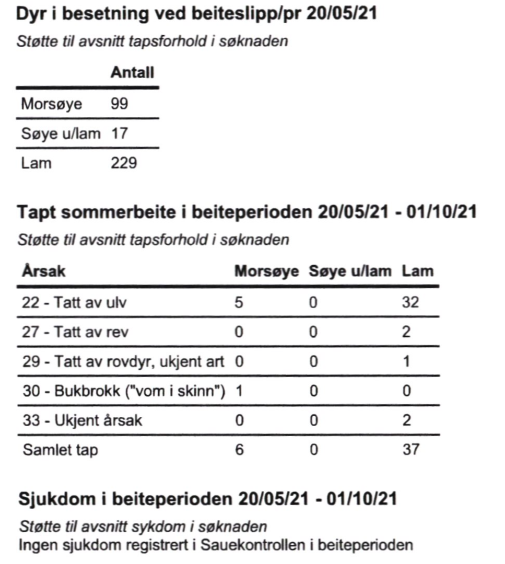 Dyr i besetning ved beiteslipp/pr 20/05/21
Støtte til avsnitt tapsforhold i søknaden
Antall
Morsøye 99
Søye u/lam 17
Lam 229
Tapt sommerbeite i beiteperioden 20/05/21 - 01/10/21
Støtte til avsnitt tapsforhold i søknaden
Årsak Morsøye Søye u/lam Lam
22 - Tatt av ulv 5 0 32
27 - Tatt av rev 0 0 2
29 - Tatt av rovdyr, ukjent art 0 0 1
30 - Bukbrokk ("vom i skinn") 1 0 0
33 - Ukjent årsak 0 0 2
Samlet tap 6 0 37
Sjukdom i beiteperioden 20/05/21 - 01/10/21
Støtte til avsnitt sykdom i søknaden
Ingen sjukdom registrert i Sauekontrollen i beiteperioden